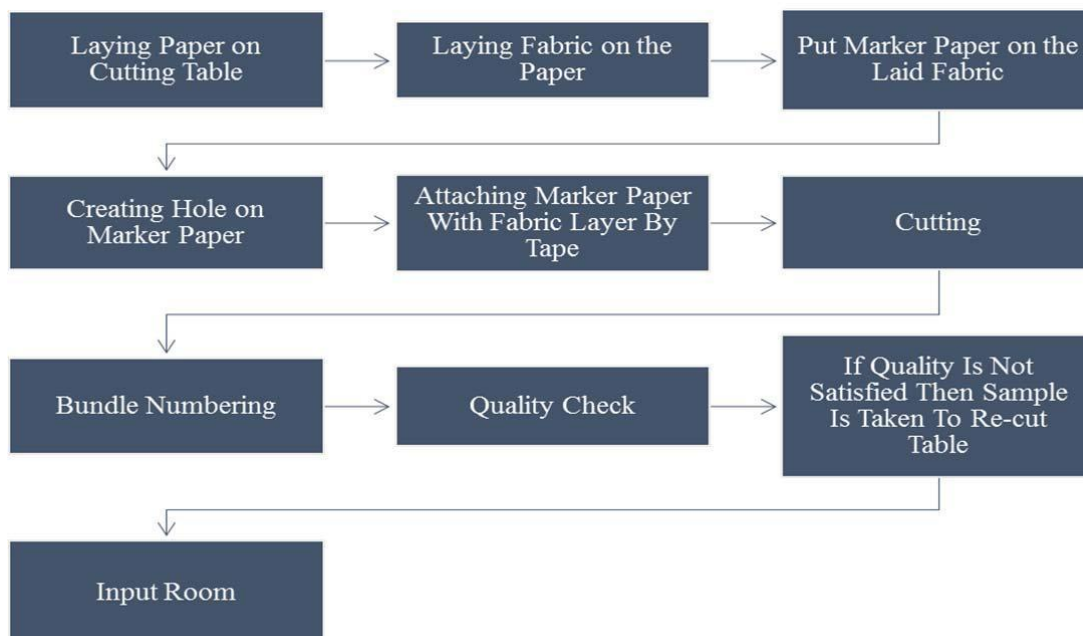 Laying Paper on
Cutting Table
Laying Fabric on the
Paper
Put Marker Paper on the
Laid Fabric
Creating Hole on
Marker Paper
Attaching Marker Paper
With Fabric Layer By
Tape
Cutting
Bundle Numbering
Quality Check
If Quality Is Not
Satisfied Then Sample
Is Taken To Re-cut
Table
Input Room